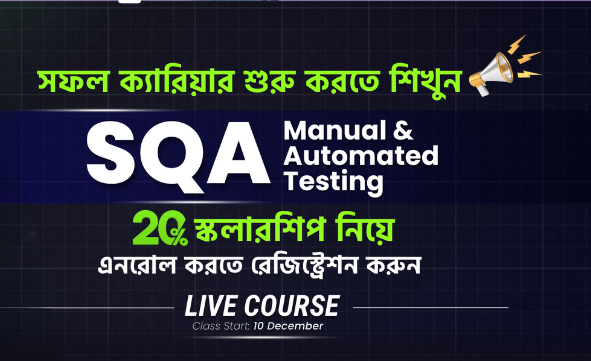 সফল ক্যারিয়ার শুরু করতে শিখুন
SQA
Manual &
Automated
Testing
20% স্কলারশিপ নিয়ে
এনরোল করতে রেজিস্ট্রেশন করুন
LIVE COURSE
Class Start: 10 December